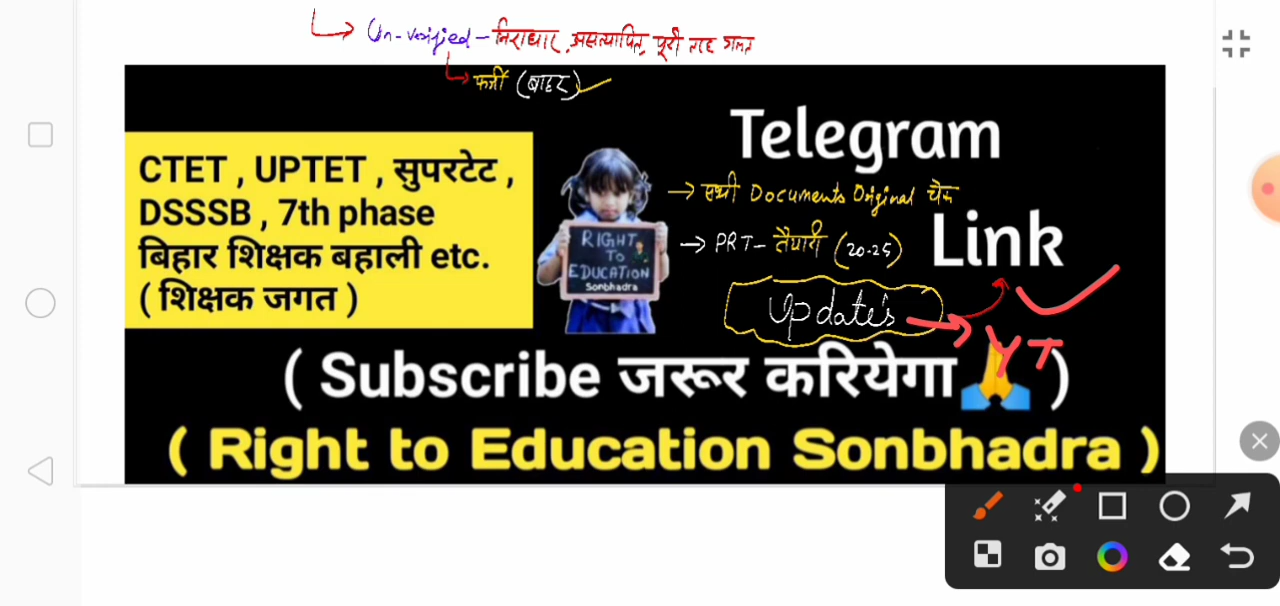 Un-verified - निराधार, असत्यापित, पूरी तरह गलत
फर्जी (बाहर)
Telegram
Link
CTET , UPTET , सुपरटेट ,
DSSSB , 7th phase
बिहार शिक्षक बहाली etc.
( शिक्षक जगत )
RIGHT
TO
EDUCATION
Sonbhadra
→ सभी Documents Original चेक
→ PRT - तैयारी (20-25)
Updates
YT
( Subscribe जरूर करियेगा🙏)
( Right to Education Sonbhadra )